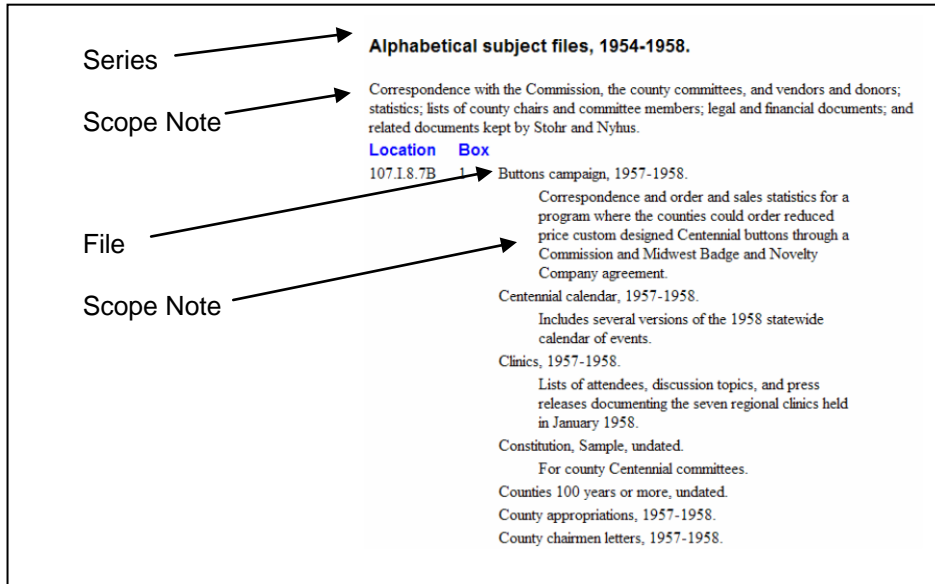 Series
Scope Note
File
Scope Note
Alphabetical subject files, 1954-1958.
Correspondence with the Commission, the county committees, and vendors and donors;
statistics; lists of county chairs and committee members; legal and financial documents; and
related documents kept by Stohr and Nyhus.
Location Box
107.I.8.7B 1 Buttons campaign, 1957-1958.
Correspondence and order and sales statistics for a
program where the counties could order reduced
price custom designed Centennial buttons through a
Commission and Midwest Badge and Novelty
Company agreement.
Centennial calendar, 1957-1958.
Includes several versions of the 1958 statewide
calendar of events.
Clinics, 1957-1958.
Lists of attendees, discussion topics, and press
releases documenting the seven regional clinics held
in January 1958.
Constitution, Sample, undated.
For county Centennial committees.
Counties 100 years or more, undated.
County appropriations, 1957-1958.
County chairmen letters, 1957-1958.